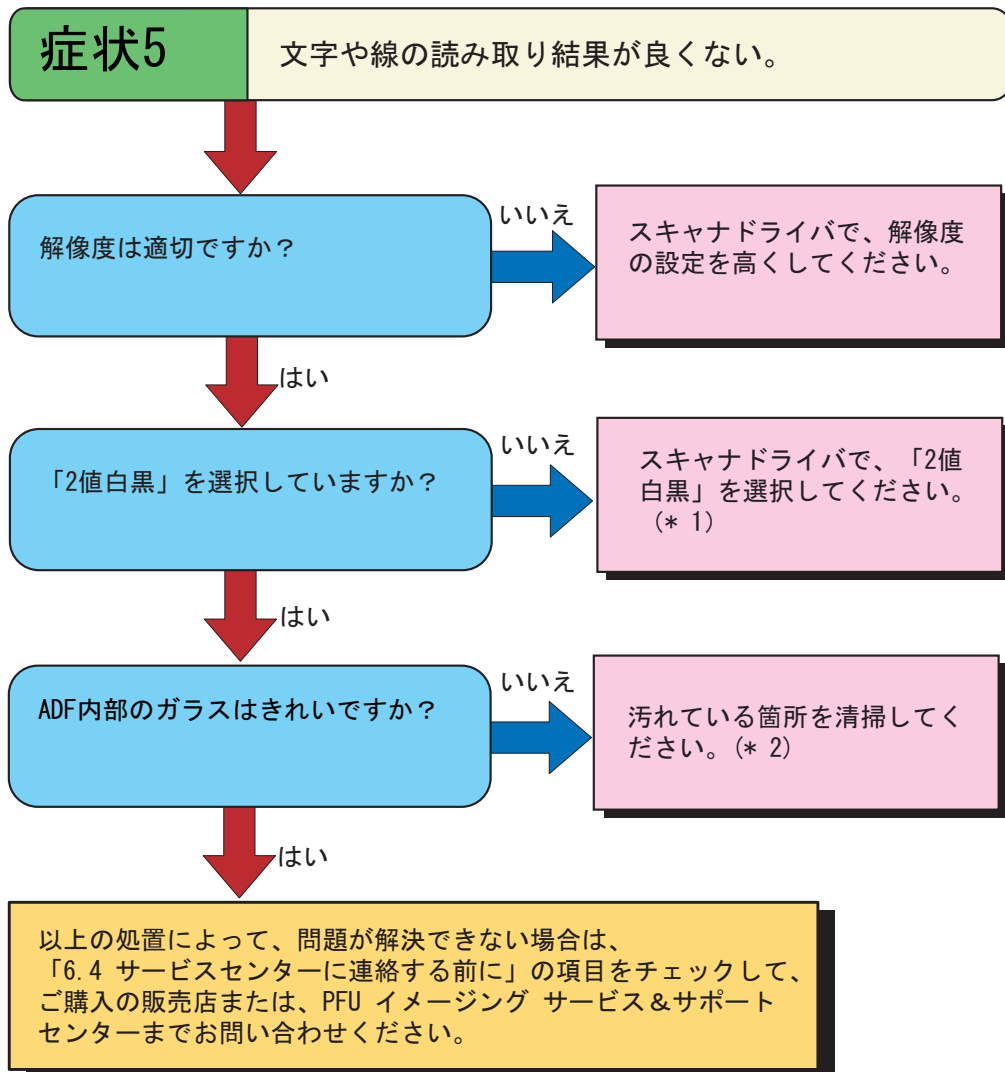 症状5
文字や線の読み取り結果が良くない。
解像度は適切ですか？
いいえ
スキャナドライバで、解像度
の設定を高くしてください。
はい
「2値白黒」を選択していますか？
いいえ
スキャナドライバで、「2値
白黒」を選択してください。
(* 1)
はい
ADF内部のガラスはきれいですか？
いいえ
汚れている箇所を清掃してく
ださい。(* 2)
はい
以上の処置によって、問題が解決できない場合は、
「6.4 サービスセンターに連絡する前に」の項目をチェックして、
ご購入の販売店または、PFU イメージング サービス＆サポート
センターまでお問い合わせください。